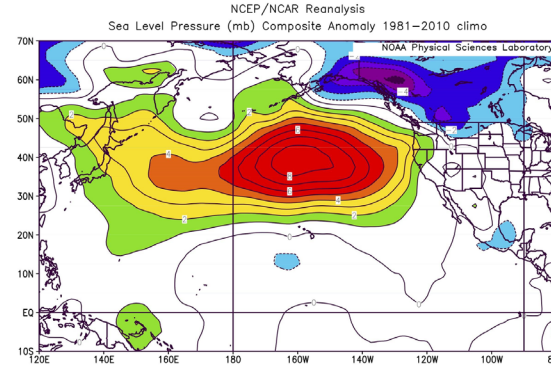 NCEP/NCAR Reanalysis
Sea Level Pressure (mb) Composite Anomaly 1981-2010 climo
NOAA Physical Sciences Laboratory
70N
60N
50N
40N
30N
20N
10N
EQ
10S
120E 140E 160E 180 160W 140W 120W 100W 80